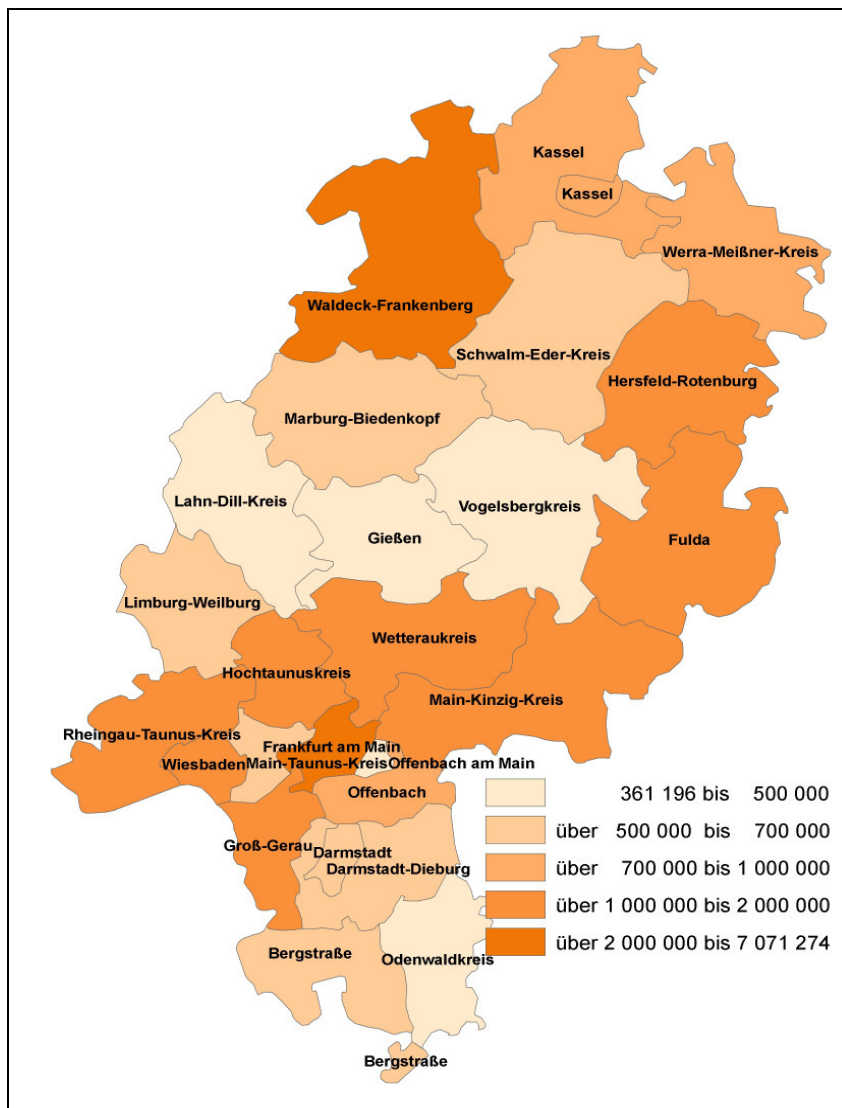 Kassel
Kassel
Werra-Meißner-Kreis
Waldeck-Frankenberg
Schwalm-Eder-Kreis
Hersfeld-Rotenburg
Marburg-Biedenkopf
Lahn-Dill-Kreis
Vogelsbergkreis
Gießen
Fulda
Limburg-Weilburg
Wetteraukreis
Hochtaunuskreis
Main-Kinzig-Kreis
Rheingau-Taunus-Kreis
Frankfurt am Main
Wiesbaden
Main-Taunus-Kreis
Offenbach am Main
Offenbach
Groß-Gerau
Darmstadt
Darmstadt-Dieburg
Bergstraße
Odenwaldkreis
Bergstraße
361 196 bis 500 000
über 500 000 bis 700 000
über 700 000 bis 1 000 000
über 1 000 000 bis 2 000 000
über 2 000 000 bis 7 071 274